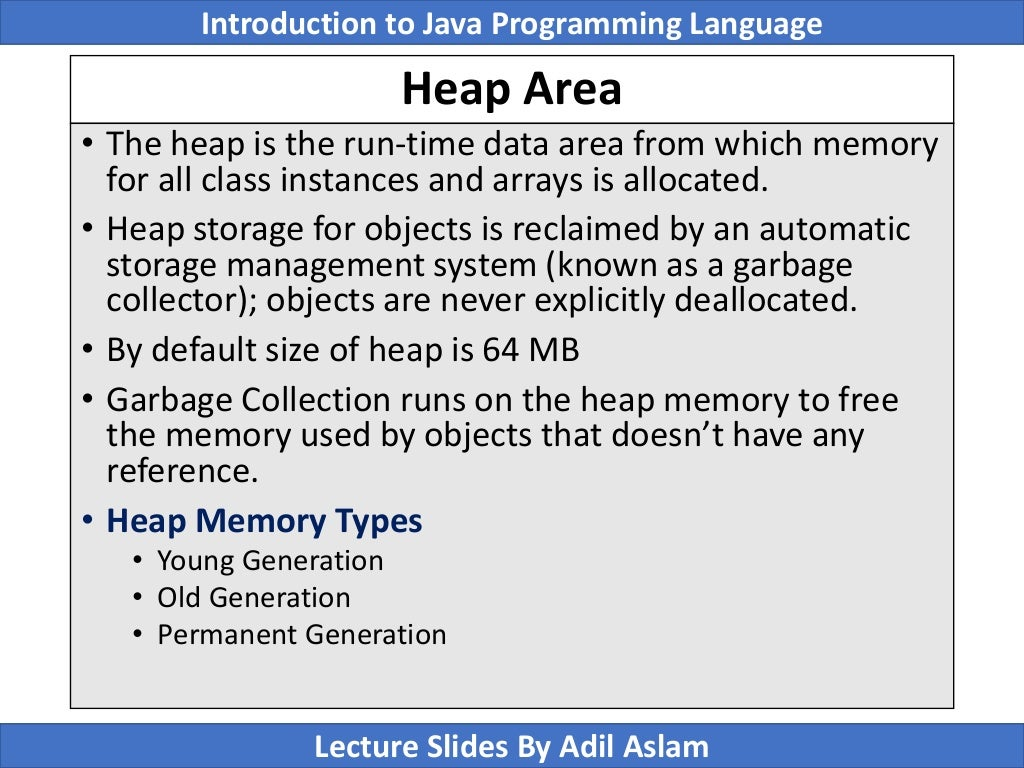 Introduction to Java Programming Language
Heap Area
• The heap is the run-time data area from which memory
for all class instances and arrays is allocated.
• Heap storage for objects is reclaimed by an automatic
storage management system (known as a garbage
collector); objects are never explicitly deallocated.
• By default size of heap is 64 MB
• Garbage Collection runs on the heap memory to free
the memory used by objects that doesn’t have any
reference.
• Heap Memory Types
• Young Generation
• Old Generation
• Permanent Generation
Lecture Slides By Adil Aslam